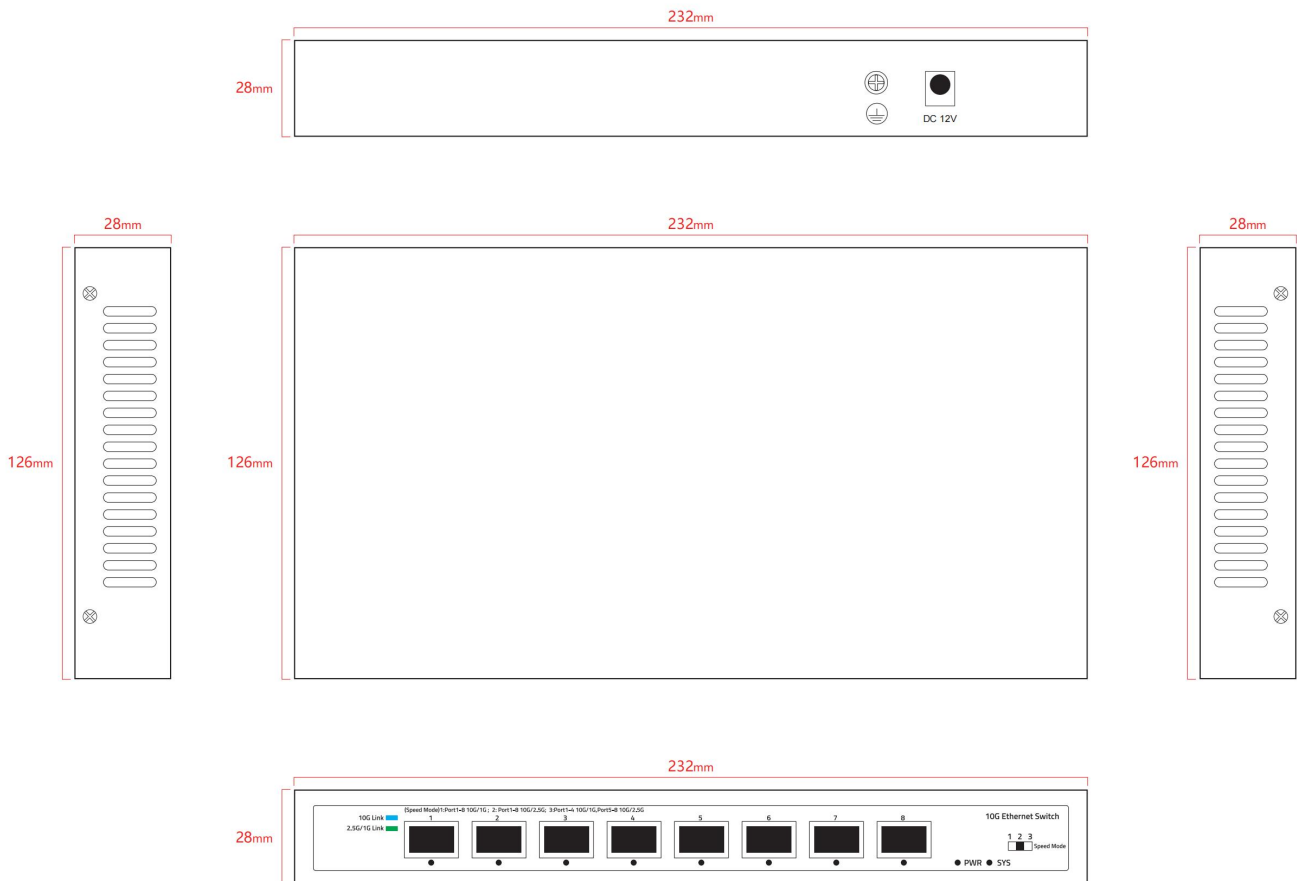 232mm
28mm
DC 12V
28mm
232mm
28mm
126mm
126mm
126mm
232mm
28mm
(Speed Mode)1:Port1-8 10G/1G ; 2: Port1-8 10G/2.5G; 3:Port1-4 10G/1G,Port5-8 10G/2.5G
10G Link
2.5G/1G Link
1 2 3 4 5 6 7 8
10G Ethernet Switch
1 2 3
Speed Mode
PWR SYS